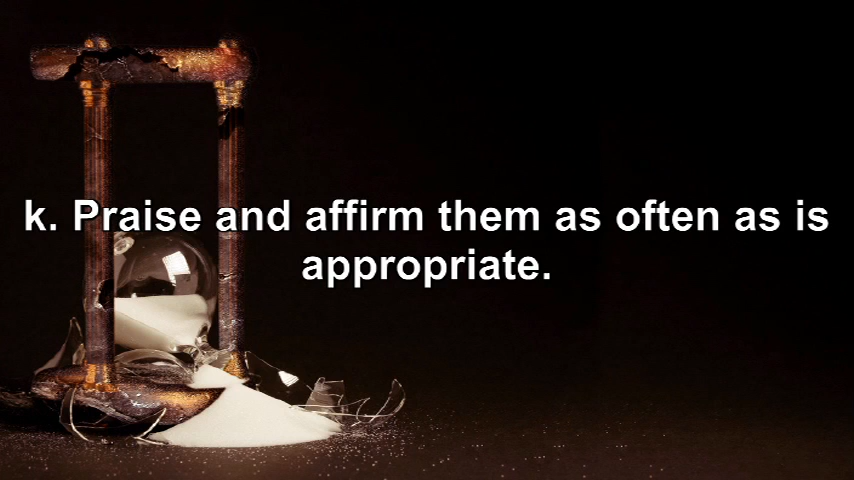 k. Praise and affirm them as often as is
appropriate.